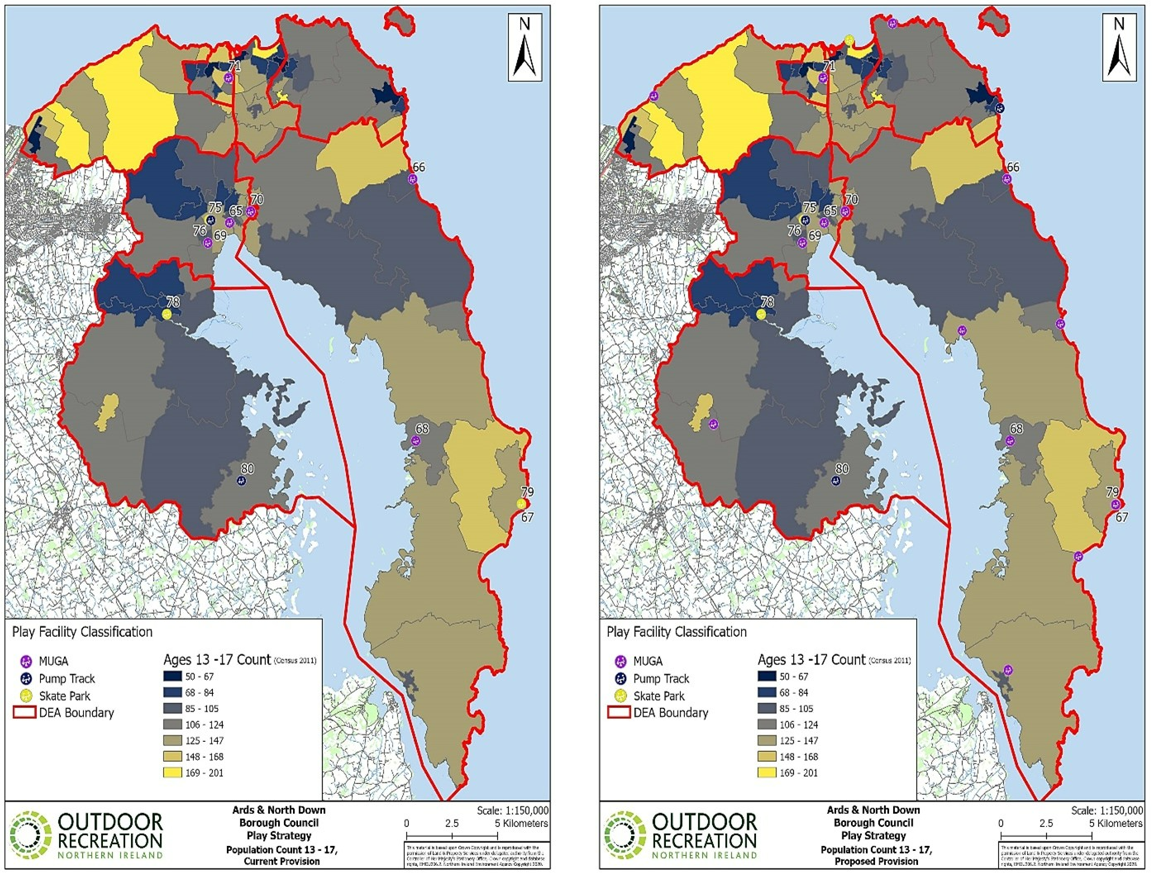 N
71
66
70
75
65
76
69
78
68
80
79
67
Play Facility Classification
MUGA
Pump Track
Skate Park
DEA Boundary
Ages 13 -17 Count (Census 2011)
50 - 67
68 - 84
85 - 105
106 - 124
125 - 147
148 - 168
169 - 201
OUTDOOR
RECREATION
NORTHERN IRELAND
Ards & North Down
Borough Council
Play Strategy
Population Count 13 - 17,
Current Provision
Scale: 1:150,000
0 2.5 5 Kilometers
N
71
66
70
75
65
76
69
78
68
80
79
67
Play Facility Classification
MUGA
Pump Track
Skate Park
DEA Boundary
Ages 13 -17 Count (Census 2011)
50 - 67
68 - 84
85 - 105
106 - 124
125 - 147
148 - 168
169 - 201
OUTDOOR
RECREATION
NORTHERN IRELAND
Ards & North Down
Borough Council
Play Strategy
Population Count 13 - 17,
Proposed Provision
Scale: 1:150,000
0 2.5 5 Kilometers